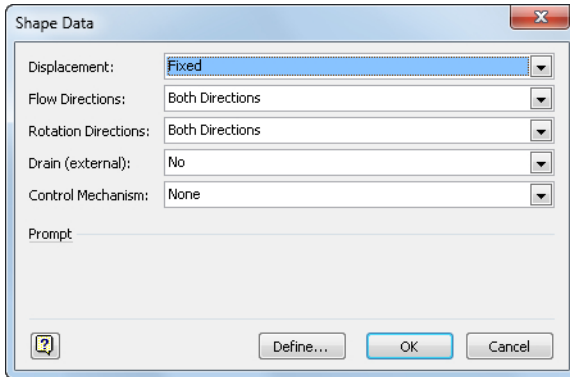 Shape Data
Displacement: Fixed
Flow Directions: Both Directions
Rotation Directions: Both Directions
Drain (external): No
Control Mechanism: None
Prompt
Define... OK Cancel